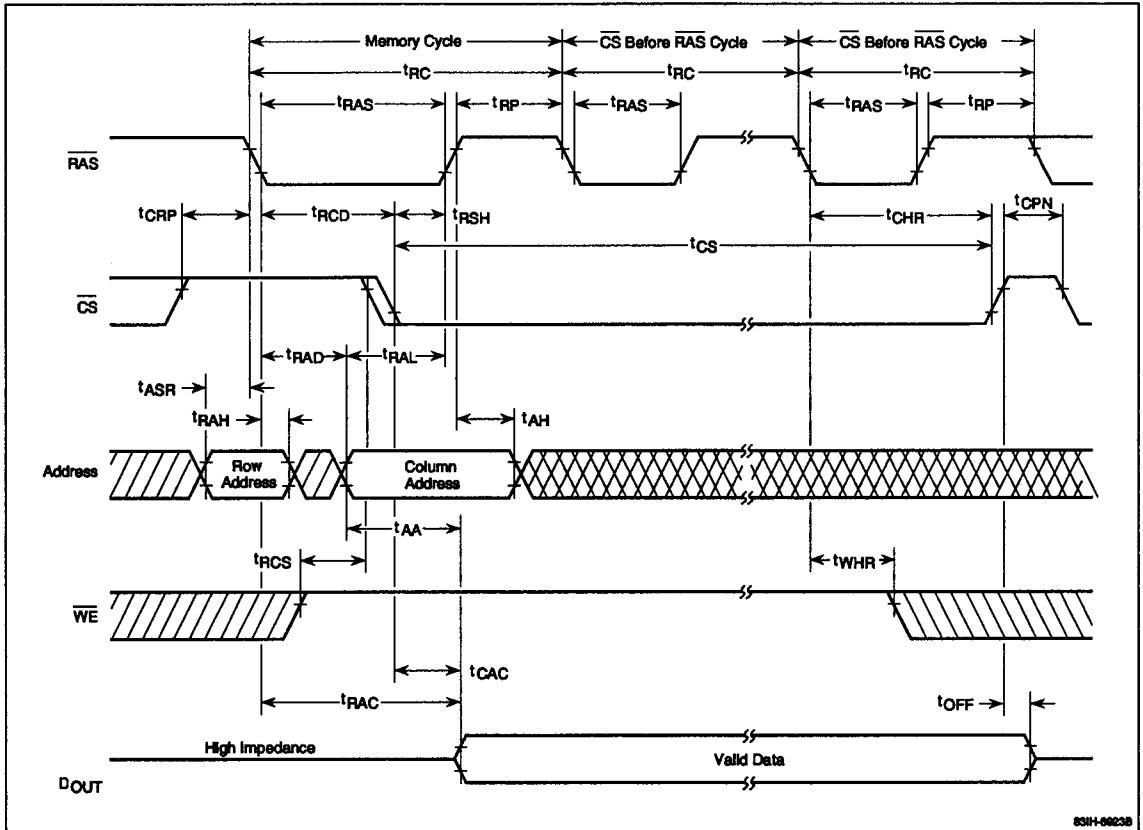 Memory Cycle
CS Before RAS Cycle
CS Before RAS Cycle
tRC
tRC
tRC
tRAS
tRP
tRAS
tRAS
tRP
RAS
tCRP
tRCD
tRSH
tCHR
tCPN
tCS
CS
tRAD
tRAL
tASR
tRAH
tAH
Address
Row Address
Column Address
tAA
tRCS
tWHR
WE
tCAC
tRAC
tOFF
High Impedance
Valid Data
DOUT
83IH-6923B